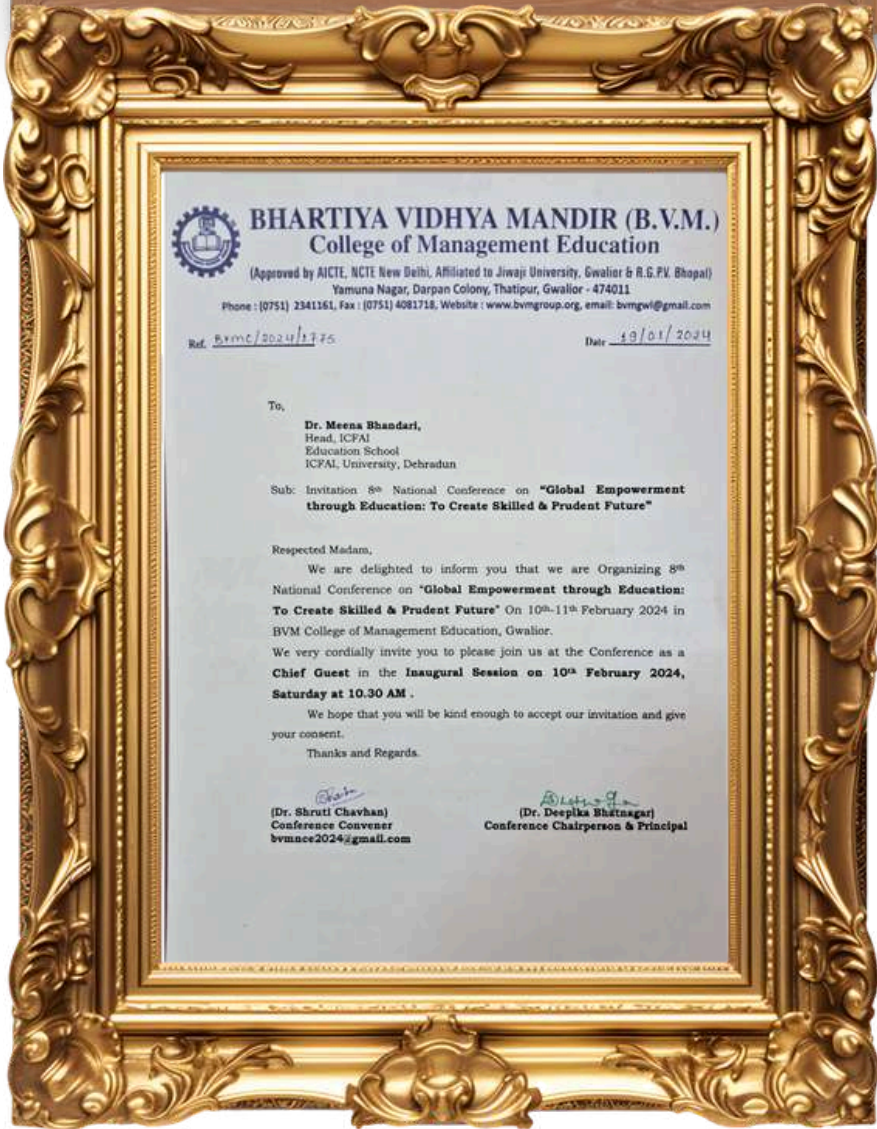 BHARTIYA VIDHYA MANDIR (B.V.M.)
College of Management Education
(Approved by AICTE, NCTE New Delhi, Affiliated to Jiwaji University, Gwalior & R.G.P.V. Bhopal)
Yamuna Nagar, Darpan Colony, Thatipur, Gwalior - 474011
Phone : (0751) 2341161, Fax : (0751) 4081718, Website : www.bvmgroup.org, email: bvmgwl@gmail.com
Ref. BVMC/2024/1775 Date 19/01/2024
To,
Dr. Meena Bhandari,
Head, ICFAI
Education School
ICFAI, University, Dehradun
Sub: Invitation 8th National Conference on "Global Empowerment
through Education: To Create Skilled & Prudent Future"
Respected Madam,
We are delighted to inform you that we are Organizing 8th
National Conference on "Global Empowerment through Education:
To Create Skilled & Prudent Future" On 10th-11th February 2024 in
BVM College of Management Education, Gwalior.
We very cordially invite you to please join us at the Conference as a
Chief Guest in the Inaugural Session on 10th February 2024,
Saturday at 10.30 AM .
We hope that you will be kind enough to accept our invitation and give
your consent.
Thanks and Regards.
(Dr. Shruti Chavhan) (Dr. Deepika Bhatnagar)
Conference Convener Conference Chairperson & Principal
bvmnce2024@gmail.com